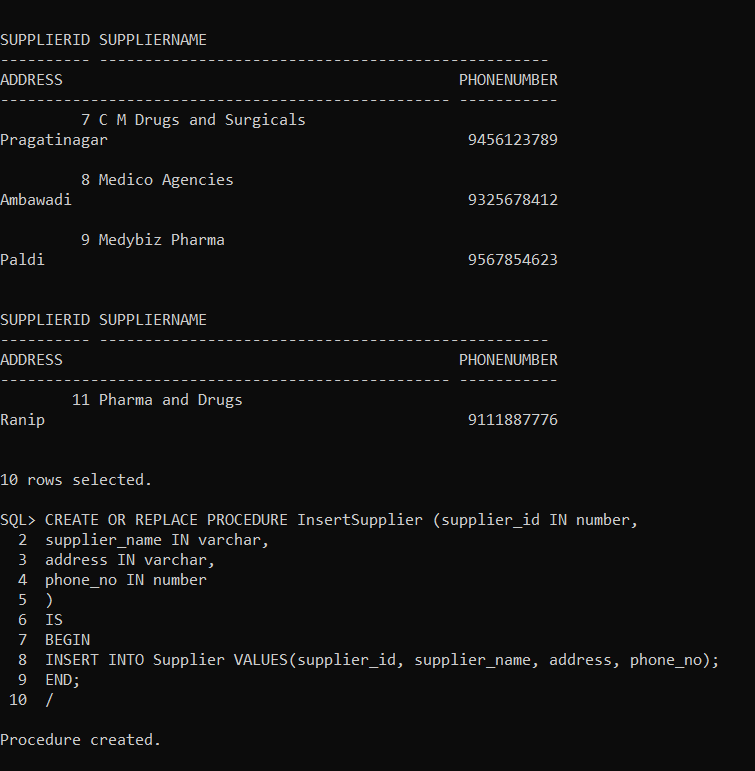 SUPPLIERID SUPPLIERNAME
---------- --------------------------------------------------
ADDRESS                                            PHONENUMBER
-------------------------------------------------- -----------
         7 C M Drugs and Surgicals
Pragatinagar                                        9456123789
         8 Medico Agencies
Ambawadi                                            9325678412
         9 Medybiz Pharma
Paldi                                               9567854623
SUPPLIERID SUPPLIERNAME
---------- --------------------------------------------------
ADDRESS                                            PHONENUMBER
-------------------------------------------------- -----------
        11 Pharma and Drugs
Ranip                                               9111887776
10 rows selected.
SQL> CREATE OR REPLACE PROCEDURE InsertSupplier (supplier_id IN number,
  2  supplier_name IN varchar,
  3  address IN varchar,
  4  phone_no IN number
  5  )
  6  IS
  7  BEGIN
  8  INSERT INTO Supplier VALUES(supplier_id, supplier_name, address, phone_no);
  9  END;
 10  /
Procedure created.